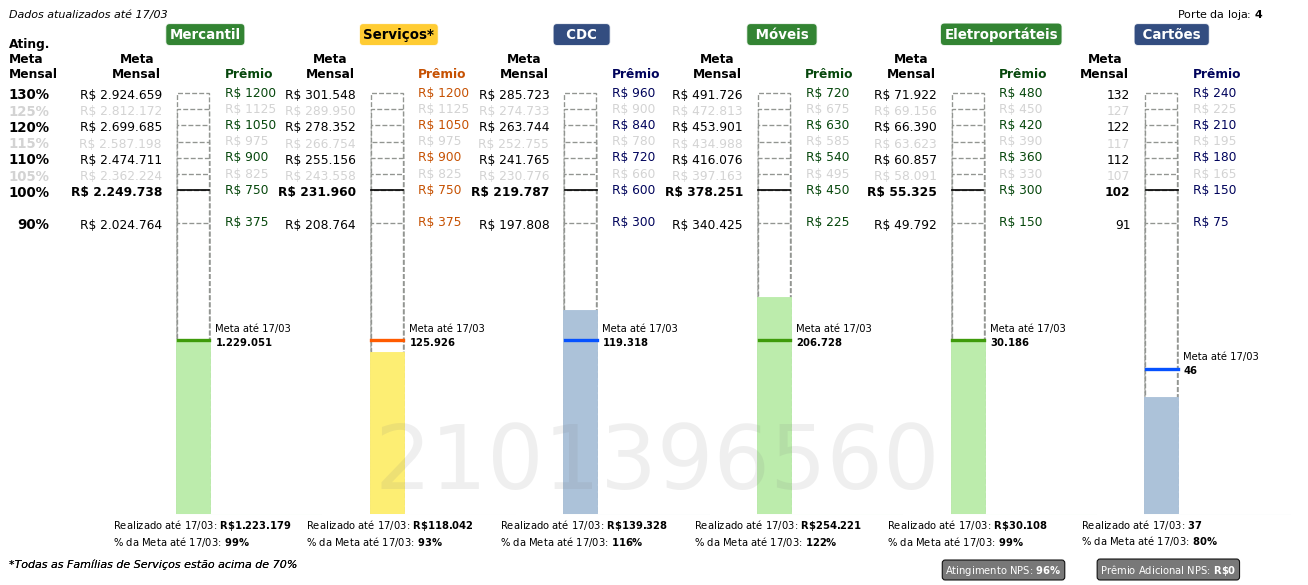 Dados atualizados até 17/03
Porte da loja: 4
Mercantil Serviços* CDC Móveis Eletroportáteis Cartões
Ating. Meta Mensal
Meta Mensal Prêmio Meta Mensal Prêmio Meta Mensal Prêmio Meta Mensal Prêmio Meta Mensal Prêmio Meta Mensal Prêmio
130% R$ 2.924.659 R$ 1200 R$ 301.548 R$ 1200 R$ 285.723 R$ 960 R$ 491.726 R$ 720 R$ 71.922 R$ 480 132 R$ 240
125% R$ 2.812.172 R$ 1125 R$ 289.950 R$ 1125 R$ 274.733 R$ 900 R$ 472.813 R$ 675 R$ 69.156 R$ 450 127 R$ 225
120% R$ 2.699.685 R$ 1050 R$ 278.352 R$ 1050 R$ 263.744 R$ 840 R$ 453.901 R$ 630 R$ 66.390 R$ 420 122 R$ 210
115% R$ 2.587.198 R$ 975 R$ 266.754 R$ 975 R$ 252.755 R$ 780 R$ 434.988 R$ 585 R$ 63.623 R$ 390 117 R$ 195
110% R$ 2.474.711 R$ 900 R$ 255.156 R$ 900 R$ 241.765 R$ 720 R$ 416.076 R$ 540 R$ 60.857 R$ 360 112 R$ 180
105% R$ 2.362.224 R$ 825 R$ 243.558 R$ 825 R$ 230.776 R$ 660 R$ 397.163 R$ 495 R$ 58.091 R$ 330 107 R$ 165
100% R$ 2.249.738 R$ 750 R$ 231.960 R$ 750 R$ 219.787 R$ 600 R$ 378.251 R$ 450 R$ 55.325 R$ 300 102 R$ 150
90% R$ 2.024.764 R$ 375 R$ 208.764 R$ 375 R$ 197.808 R$ 300 R$ 340.425 R$ 225 R$ 49.792 R$ 150 91 R$ 75
Meta até 17/03 Meta até 17/03 Meta até 17/03 Meta até 17/03 Meta até 17/03
1.229.051 125.926 119.318 206.728 30.186
Meta até 17/03
46
2101396560
Realizado até 17/03: R$1.223.179 Realizado até 17/03: R$118.042 Realizado até 17/03: R$139.328 Realizado até 17/03: R$254.221 Realizado até 17/03: R$30.108 Realizado até 17/03: 37
% da Meta até 17/03: 99% % da Meta até 17/03: 93% % da Meta até 17/03: 116% % da Meta até 17/03: 122% % da Meta até 17/03: 99% % da Meta até 17/03: 80%
*Todas as Famílias de Serviços estão acima de 70%
Atingimento NPS: 96% Prêmio Adicional NPS: R$0